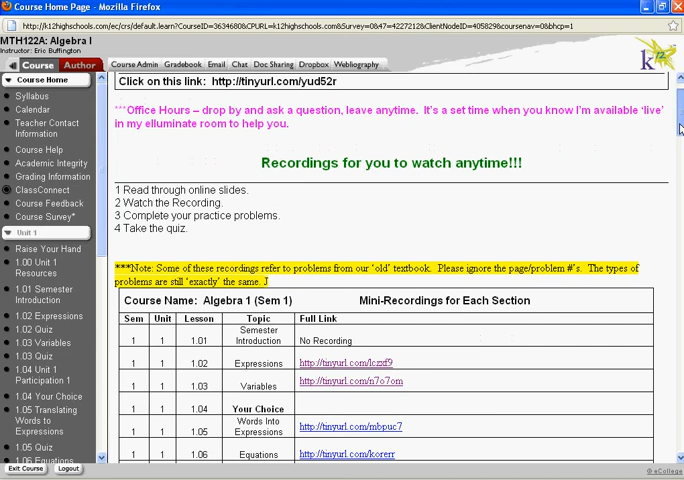 Course Home Page - Mozilla Firefox
http://k12highschools.com/ec/crs/default.learn?CourseID=3634680&CPURL=k12highschools.com&Survey=0&47=4227212&ClientNodeID=405829&coursenav=0&bhcp=1
MTH122A: Algebra I
Instructor: Eric Buffington
Course Author Course Admin Gradebook Email Chat Doc Sharing Dropbox Webliography
k12
Course Home
Syllabus
Calendar
Teacher Contact
Information
Course Help
Academic Integrity
Grading Information
ClassConnect
Course Feedback
Course Survey*
Unit 1
Raise Your Hand
1.00 Unit 1
Resources
1.01 Semester
Introduction
1.02 Expressions
1.02 Quiz
1.03 Variables
1.03 Quiz
1.04 Unit 1
Participation 1
1.04 Your Choice
1.05 Translating
Words to
Expressions
1.05 Quiz
1.06 Equations
Exit Course Logout
Click on this link: http://tinyurl.com/yud52r
***Office Hours – drop by and ask a question, leave anytime. It's a set time when you know I'm available 'live'
in my elluminate room to help you.
Recordings for you to watch anytime!!!
1 Read through online slides.
2 Watch the Recording.
3 Complete your practice problems.
4 Take the quiz.
***Note: Some of these recordings refer to problems from our 'old' textbook. Please ignore the page/problem #'s. The types of
problems are still 'exactly' the same. J
Course Name: Algebra 1 (Sem 1) Mini-Recordings for Each Section
Sem Unit Lesson Topic Full Link
1 1 1.01 Semester Introduction No Recording
1 1 1.02 Expressions http://tinyurl.com/lczxf9
1 1 1.03 Variables http://tinyurl.com/n7o7om
1 1 1.04 Your Choice
1 1 1.05 Words Into Expressions http://tinyurl.com/mbpuc7
1 1 1.06 Equations http://tinyurl.com/korerr
eCollege